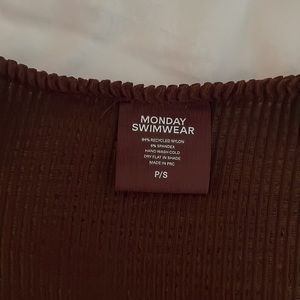 MONDAY
SWIMWEAR
94% RECYCLED NYLON
6% SPANDEX
HAND WASH COLD
DRY FLAT IN SHADE
MADE IN PRC
P/S